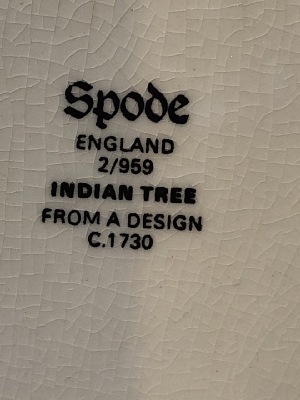 Spode
ENGLAND
2/959
INDIAN TREE
FROM A DESIGN
C.1730